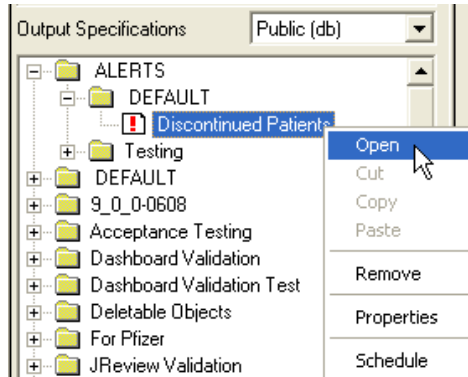 Output Specifications Public (db)
ALERTS
DEFAULT
Discontinued Patients
Testing
DEFAULT
9_0_0-0608
Acceptance Testing
Dashboard Validation
Dashboard Validation Test
Deletable Objects
For Pfizer
JReview Validation
Open
Cut
Copy
Paste
Remove
Properties
Schedule